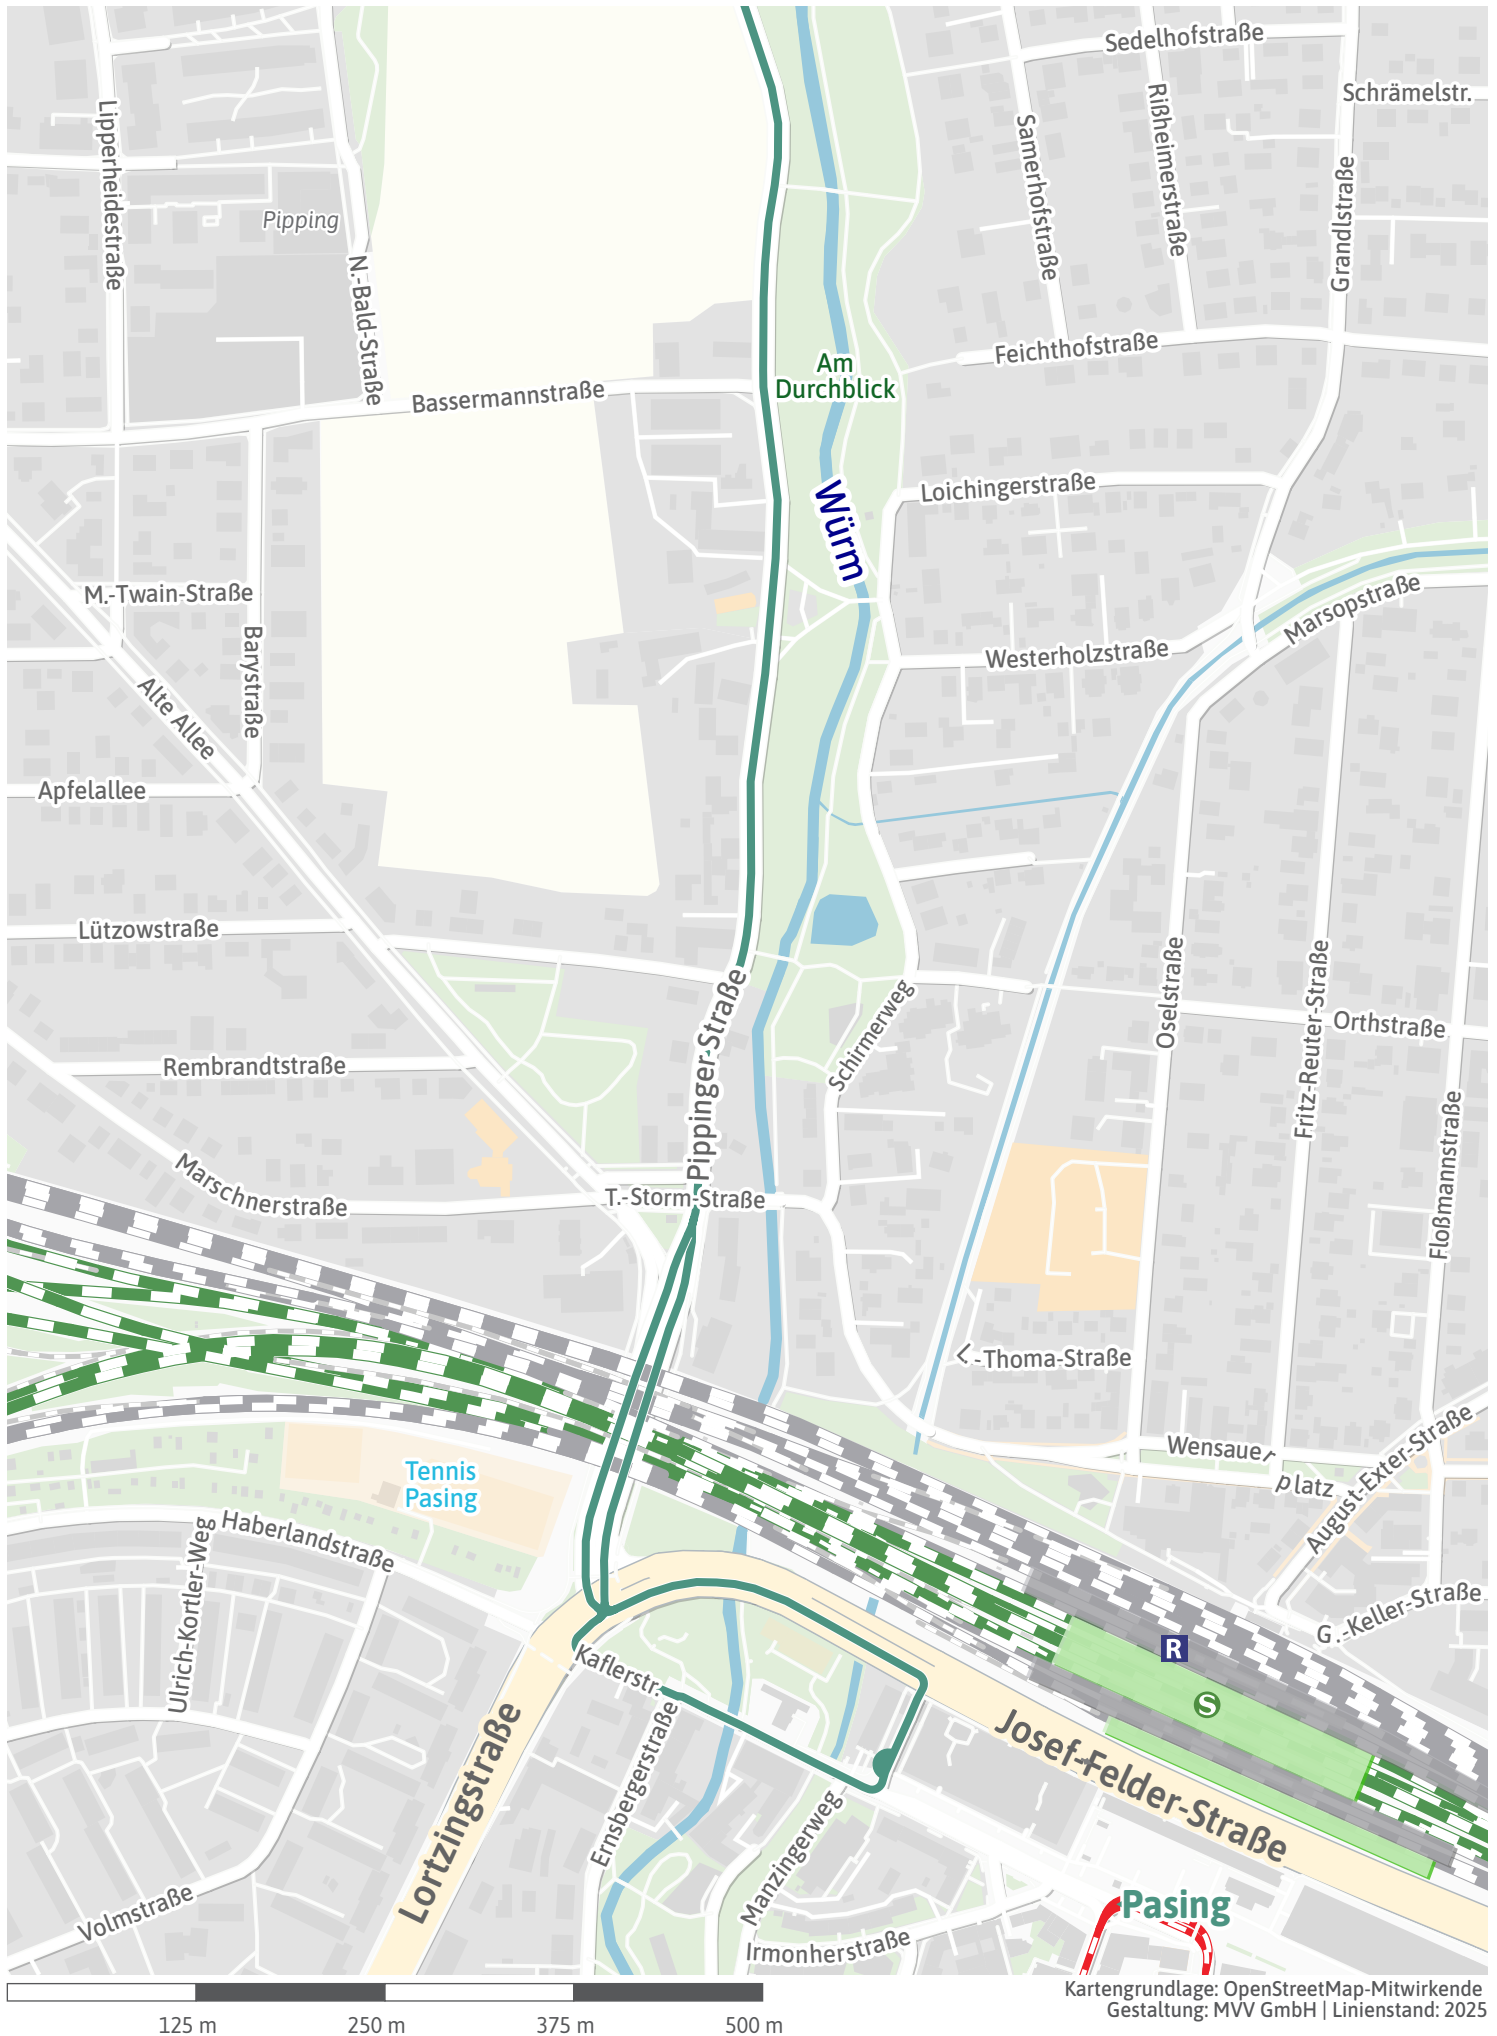 Sedelhofstraße
Schrämelstr.
Lipperheidestraße
Rißheimerstraße
Samerhofstraße
Grandlstraße
Pipping
N.-Bald-Straße
Feichthofstraße
Am
Durchblick
Bassermannstraße
Loichingerstraße
Würm
M.-Twain-Straße
Marsopstraße
Barystraße
Westerholzstraße
Alte Allee
Apfelallee
Lützowstraße
Oselstraße
Fritz-Reuter-Straße
Pippinger Straße
Schirmerweg
Orthstraße
Rembrandtstraße
Floßmannstraße
Marschnerstraße
T.-Storm-Straße
L.-Thoma-Straße
Wensauer
platz
August-Exter-Straße
Tennis
Pasing
Haberlandstraße
Ulrich-Kortler-Weg
G.-Keller-Straße
R
S
Kaflerstr.
Josef-Felder-Straße
Lortzingstraße
Ernsbergerstraße
Manzingerweg
Volmstraße
Pasing
Irmonherstraße
Kartengrundlage: OpenStreetMap-Mitwirkende
Gestaltung: MVV GmbH | Linienstand: 2025
125 m
250 m
375 m
500 m